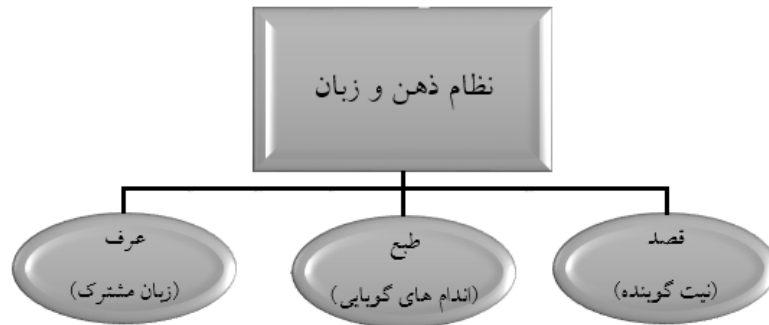 نظام ذهن و زبان
قصد
(نیت گوینده)
طبع
(اندام های گویایی)
عرف
(زبان مشترک)